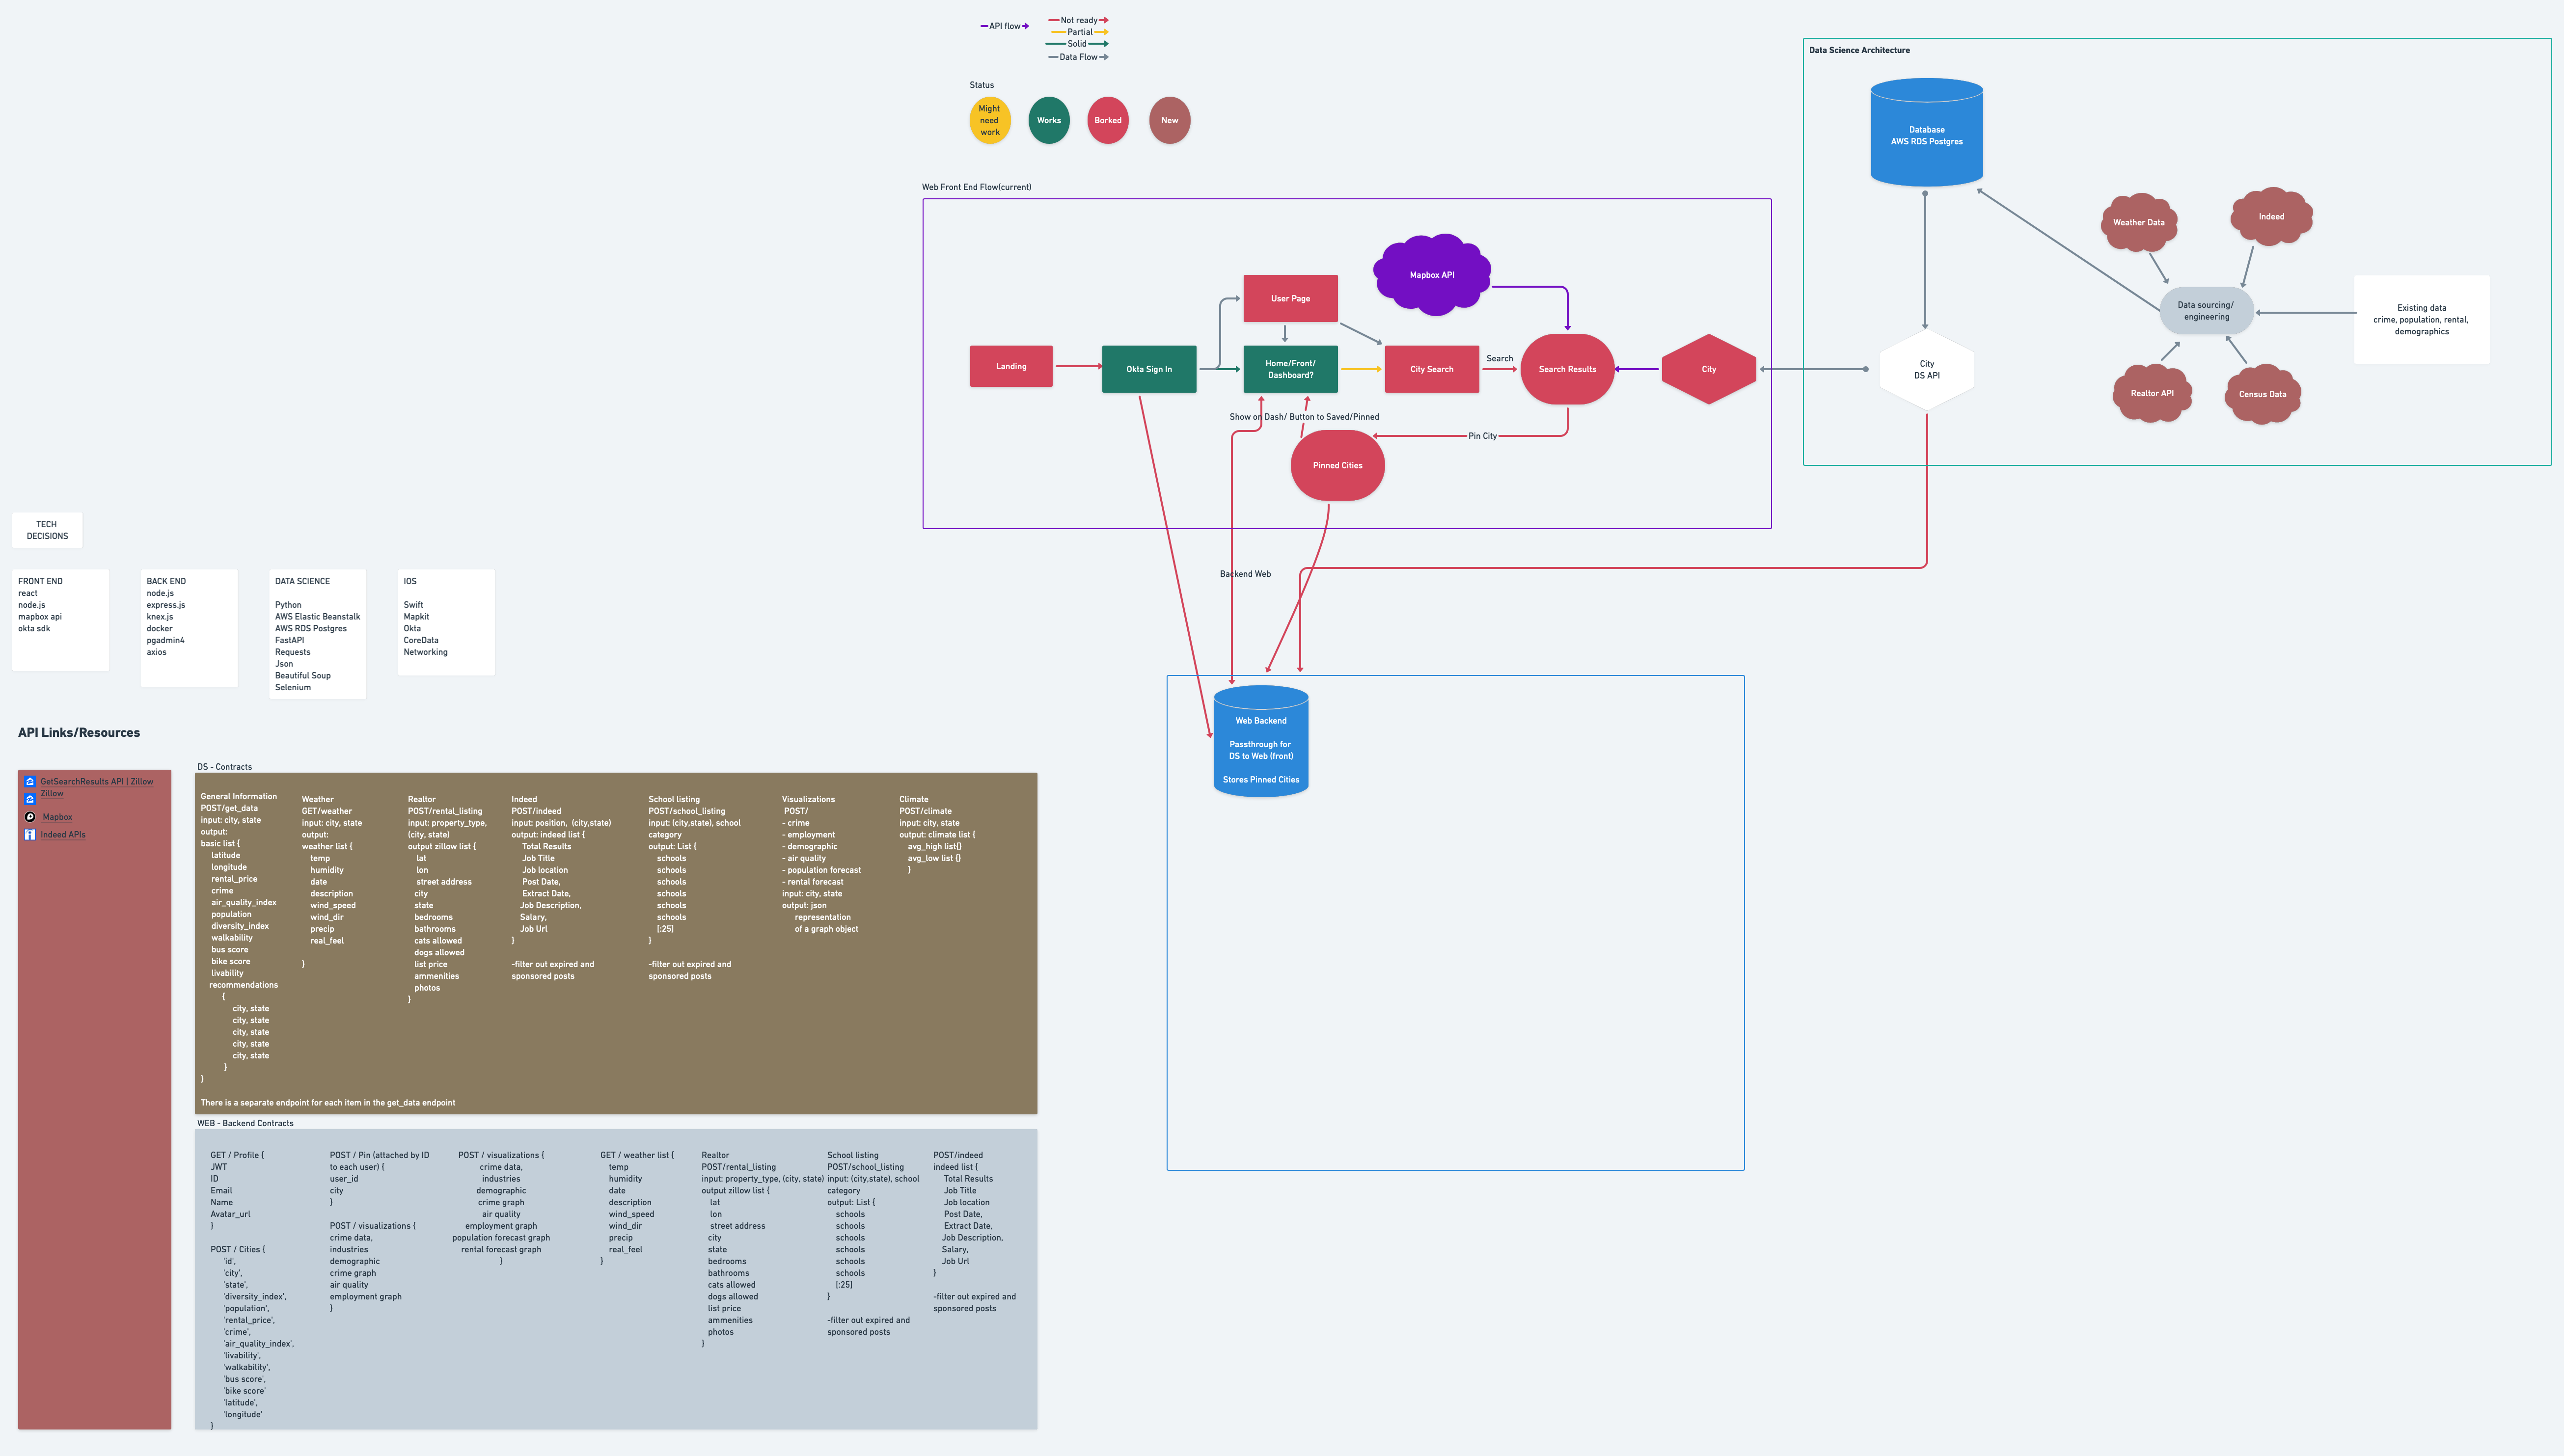 API flow
Not ready
Partial
Solid
Data Flow
Status
Might
need
work
Works
Borked
New
Data Science Architecture
Database
AWS RDS Postgres
Weather Data
Indeed
Data sourcing/
engineering
Existing data
crime, population, rental,
demographics
Realtor API
Census Data
City
DS API
Web Front End Flow(current)
Mapbox API
User Page
Landing
Okta Sign In
Home/Front/
Dashboard?
City Search
Search
Search Results
City
Show on Dash/ Button to Saved/Pinned
Pin City
Pinned Cities
Backend Web
Web Backend
Passthrough for
DS to Web (front)
Stores Pinned Cities
TECH
DECISIONS
FRONT END
react
node.js
mapbox api
okta sdk
BACK END
node.js
express.js
knex.js
docker
pgadmin4
axios
DATA SCIENCE
Python
AWS Elastic Beanstalk
AWS RDS Postgres
FastAPI
Requests
Json
Beautiful Soup
Selenium
IOS
Swift
Mapkit
Okta
CoreData
Networking
API Links/Resources
GetSearchResults API | Zillow
Zillow
Mapbox
Indeed APIs
DS - Contracts
General Information
POST/get_data
input: city, state
output:
basic list {
latitude
longitude
rental_price
crime
air_quality_index
population
diversity_index
walkability
bus score
bike score
livability
recommendations
{
city, state
city, state
city, state
city, state
city, state
}
}
There is a separate endpoint for each item in the get_data endpoint
Weather
GET/weather
input: city, state
output:
weather list {
temp
humidity
date
description
wind_speed
wind_dir
precip
real_feel
}
Realtor
POST/rental_listing
input: property_type,
(city, state)
output zillow list {
lat
lon
street address
city
state
bedrooms
bathrooms
cats allowed
dogs allowed
list price
ammenities
photos
}
Indeed
POST/indeed
input: position, (city,state)
output: indeed list {
Total Results
Job Title
Job location
Post Date,
Extract Date,
Job Description,
Salary,
Job Url
}
-filter out expired and
sponsored posts
School listing
POST/school_listing
input: (city,state), school
category
output: List {
schools
schools
schools
schools
schools
schools
[:25]
}
-filter out expired and
sponsored posts
Visualizations
POST/
- crime
- employment
- demographic
- air quality
- population forecast
- rental forecast
input: city, state
output: json
representation
of a graph object
Climate
POST/climate
input: city, state
output: climate list {
avg_high list{}
avg_low list {}
}
WEB - Backend Contracts
GET / Profile {
JWT
ID
Email
Name
Avatar_url
}
POST / Cities {
'id',
'city',
'state',
'diversity_index',
'population',
'rental_price',
'crime',
'air_quality_index',
'livability',
'walkability',
'bus score',
'bike score'
'latitude',
'longitude'
}
POST / Pin (attached by ID
to each user) {
user_id
city
}
POST / visualizations {
crime data,
industries
demographic
crime graph
air quality
employment graph
}
POST / visualizations {
crime data,
industries
demographic
crime graph
air quality
employment graph
population forecast graph
rental forecast graph
}
GET / weather list {
temp
humidity
date
description
wind_speed
wind_dir
precip
real_feel
}
Realtor
POST/rental_listing
input: property_type, (city, state)
output zillow list {
lat
lon
street address
city
state
bedrooms
bathrooms
cats allowed
dogs allowed
list price
ammenities
photos
}
School listing
POST/school_listing
input: (city,state), school
category
output: List {
schools
schools
schools
schools
schools
schools
[:25]
}
-filter out expired and
sponsored posts
POST/indeed
indeed list {
Total Results
Job Title
Job location
Post Date,
Extract Date,
Job Description,
Salary,
Job Url
}
-filter out expired and
sponsored posts